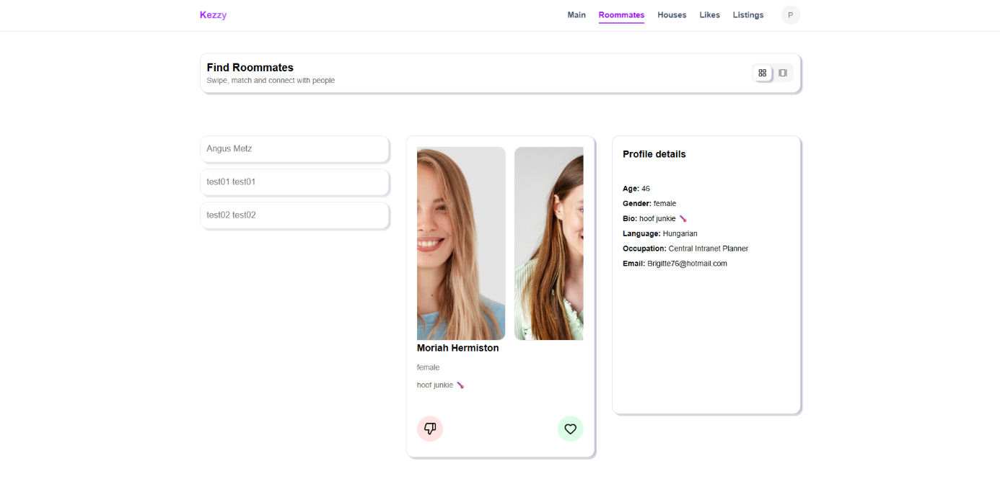 Kezzy
Main Roommates Houses Likes Listings P
Find Roommates
Swipe, match and connect with people
Angus Metz
test01 test01
test02 test02
Moriah Hermiston
female
hoof junkie
Profile details
Age: 46
Gender: female
Bio: hoof junkie
Language: Hungarian
Occupation: Central Intranet Planner
Email: Brigitte76@hotmail.com